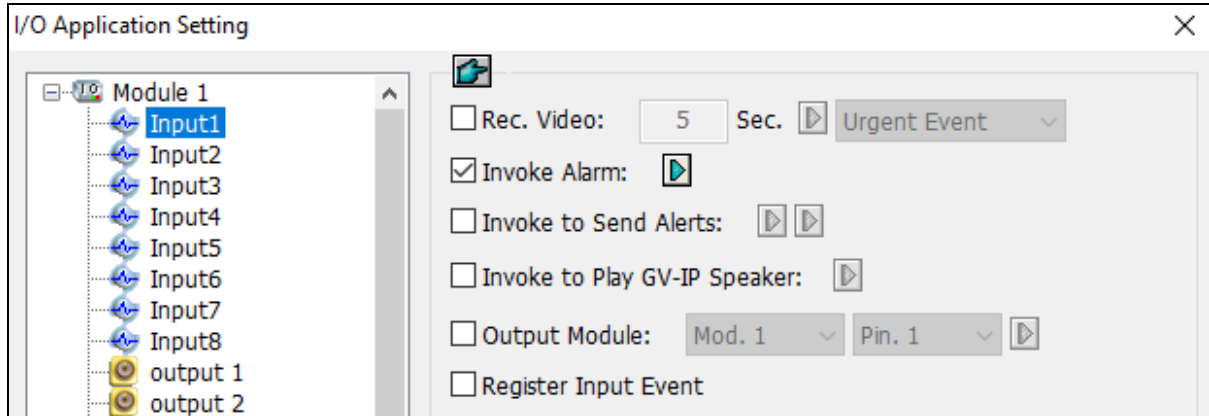 I/O Application Setting
Module 1
Input1
Input2
Input3
Input4
Input5
Input6
Input7
Input8
output 1
output 2
Rec. Video: 5 Sec. Urgent Event
Invoke Alarm:
Invoke to Send Alerts:
Invoke to Play GV-IP Speaker:
Output Module: Mod. 1 Pin. 1
Register Input Event